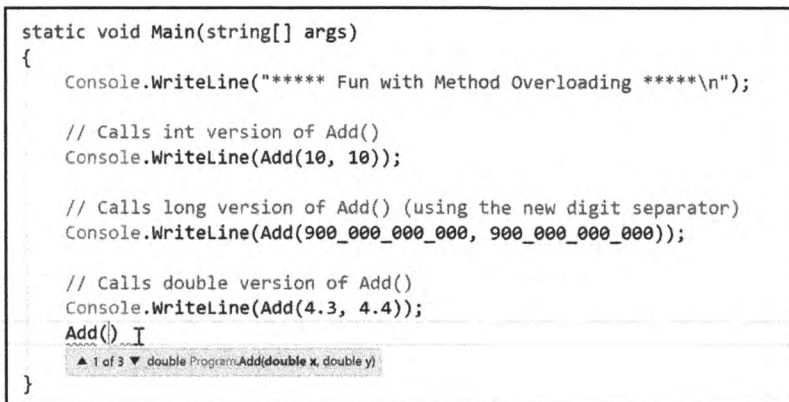 static void Main(string[] args)
{
Console.WriteLine("***** Fun with Method Overloading *****\n");
// Calls int version of Add()
Console.WriteLine(Add(10, 10));
// Calls long version of Add() (using the new digit separator)
Console.WriteLine(Add(900_000_000_000, 900_000_000_000));
// Calls double version of Add()
Console.WriteLine(Add(4.3, 4.4));
Add()
▲ 1 of 3 ▼ double Program.Add(double x, double y)
}